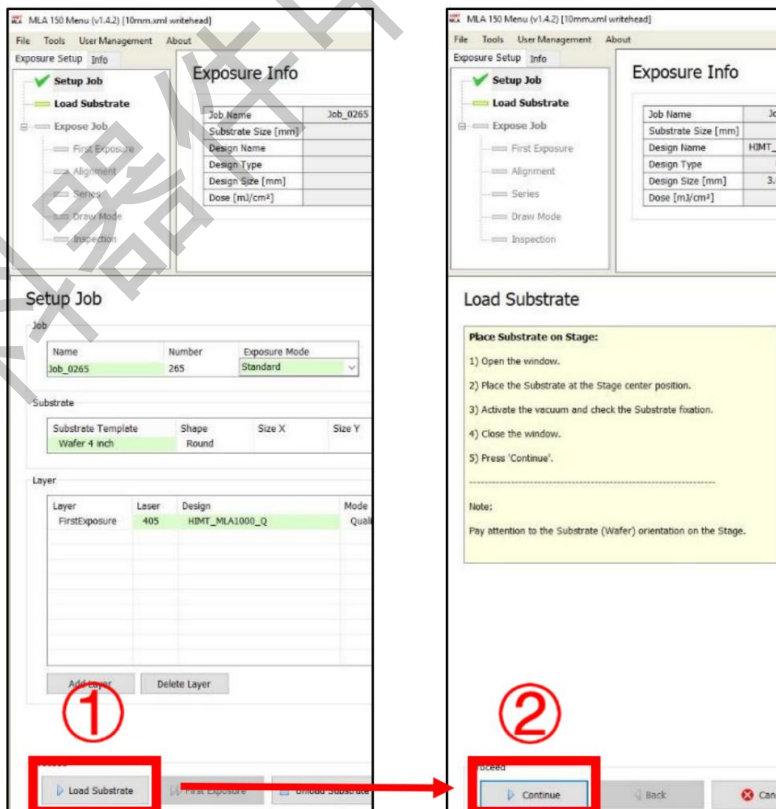 MLA 150 Menu (v1.4.2) [10mm.xml writehead]
File Tools User Management About
Exposure Setup Info
Setup Job
Load Substrate
Expose Job
First Exposure
Alignment
Series
Draw Mode
Inspection
Exposure Info
Job Name Job_0265
Substrate Size [mm]
Design Name
Design Type
Design Size [mm]
Dose [mJ/cm²]
Setup Job
Job
Name Number Exposure Mode
Job_0265 265 Standard
Substrate
Substrate Template Shape Size X Size Y
Wafer 4 inch Round
Layer
Layer Laser Design Mode
FirstExposure 405 HIMT_MLA1000_Q Quali
Add Layer Delete Layer
①
Load Substrate First Exposure Unload Substrate
MLA 150 Menu (v1.4.2) [10mm.xml writehead]
File Tools User Management About
Exposure Setup Info
Setup Job
Load Substrate
Expose Job
First Exposure
Alignment
Series
Draw Mode
Inspection
Exposure Info
Job Name Jo
Substrate Size [mm]
Design Name HIMT_
Design Type
Design Size [mm] 3.
Dose [mJ/cm²]
Load Substrate
Place Substrate on Stage:
1) Open the window.
2) Place the Substrate at the Stage center position.
3) Activate the vacuum and check the Substrate fixation.
4) Close the window.
5) Press 'Continue'.
Note:
Pay attention to the Substrate (Wafer) orientation on the Stage.
②
Proceed
Continue Back Can